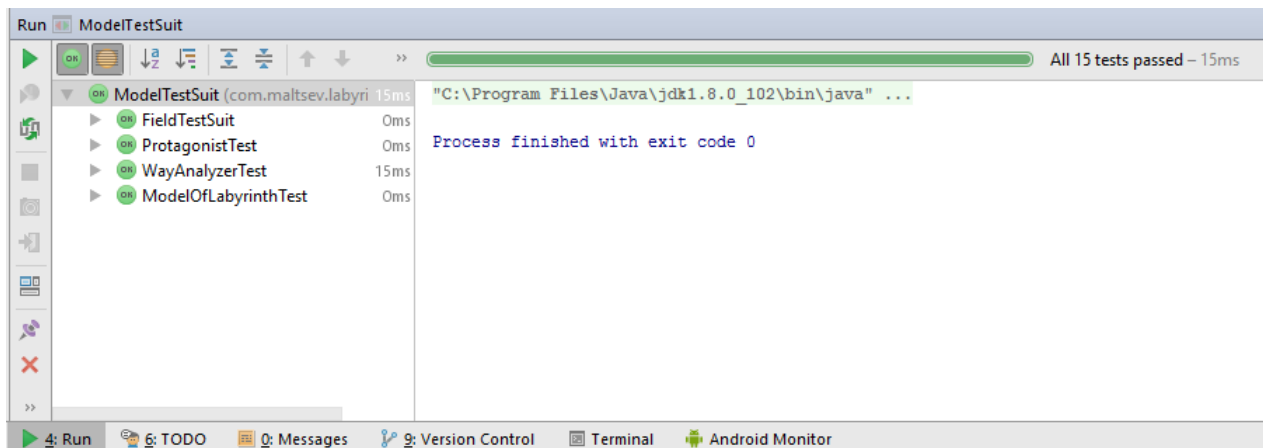 Run ModelTestSuit
All 15 tests passed – 15ms
ModelTestSuit (com.maltsev.labyri 15ms
FieldTestSuit 0ms
ProtagonistTest 0ms
WayAnalyzerTest 15ms
ModelOfLabyrinthTest 0ms
"C:\Program Files\Java\jdk1.8.0_102\bin\java" ...
Process finished with exit code 0
4: Run 6: TODO 0: Messages 9: Version Control Terminal Android Monitor